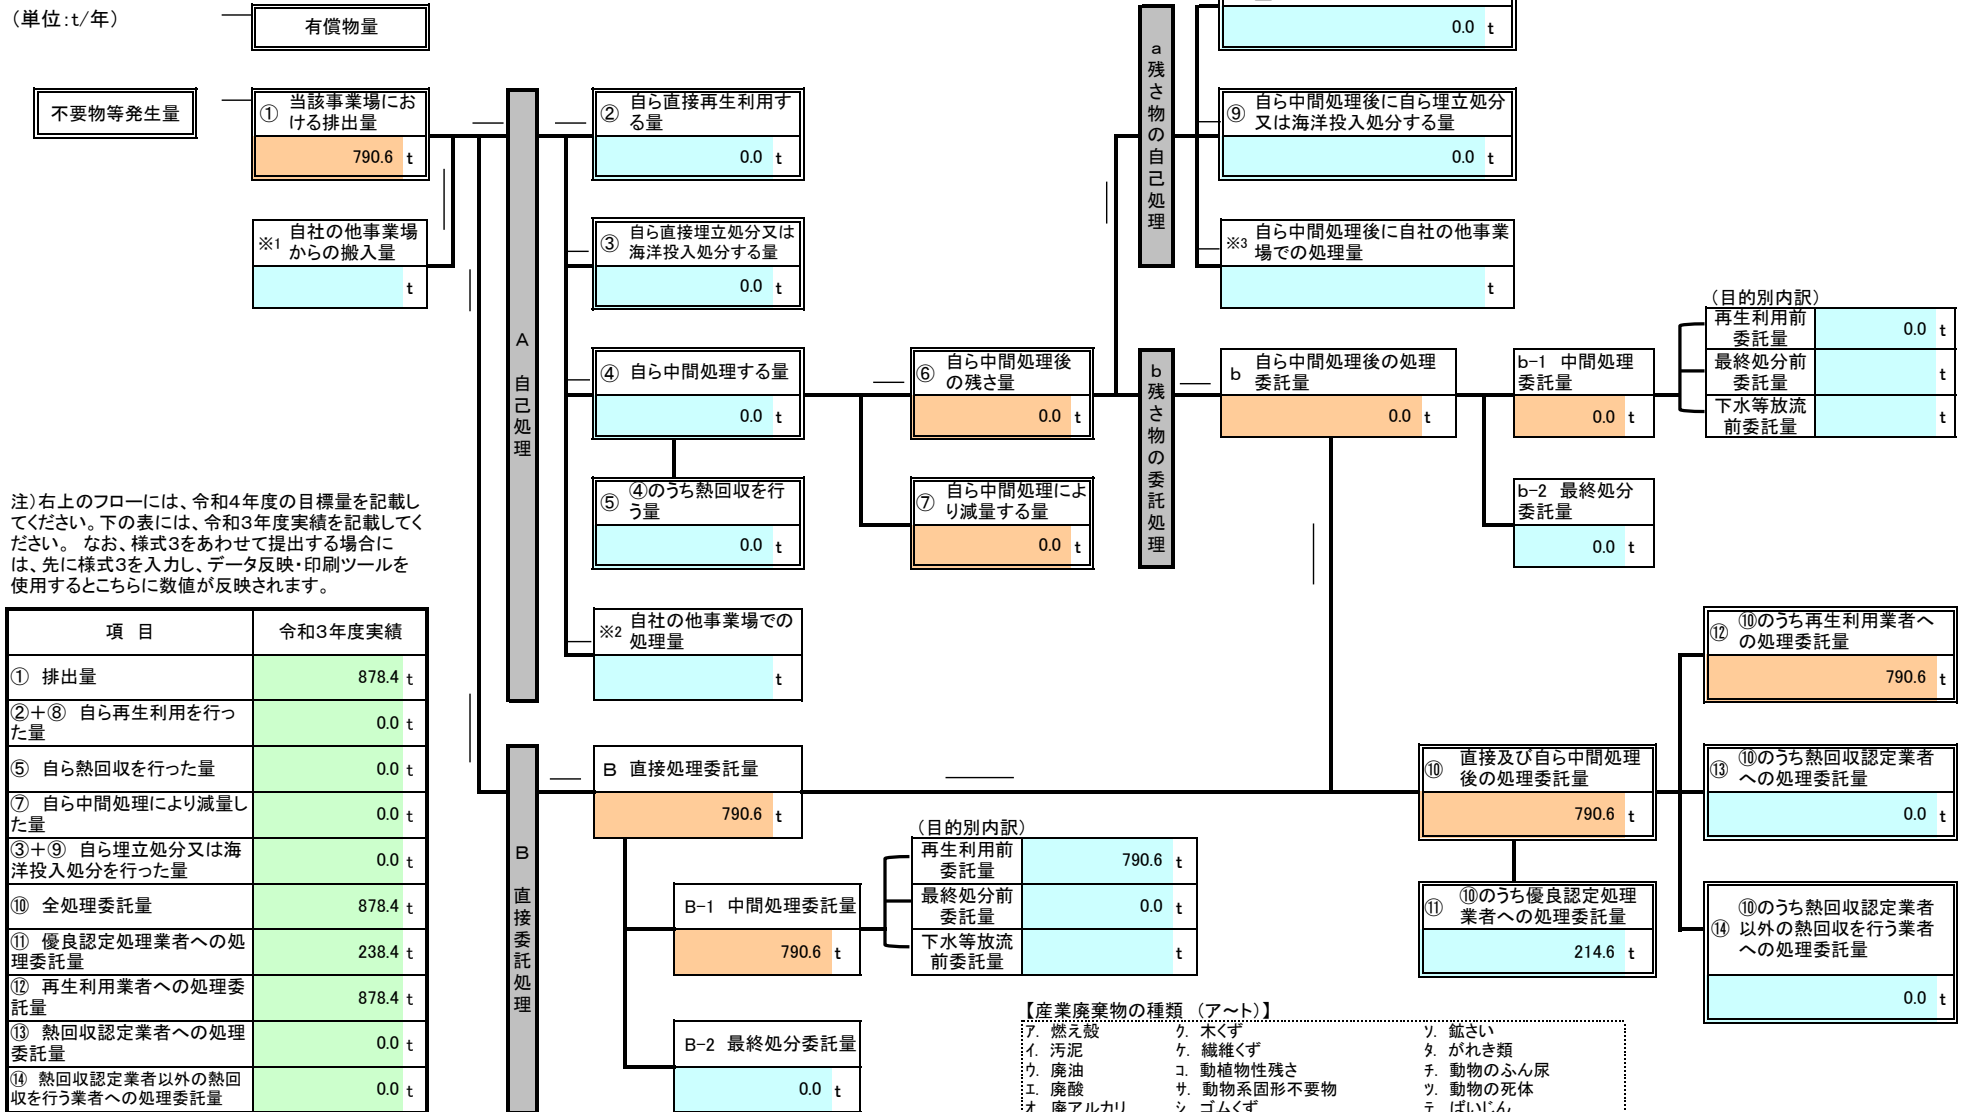 （単位：t/年）
有償物量
0.0 t
不要物等発生量
① 当該事業場にお
ける排出量
790.6 t
※1 自社の他事業場
からの搬入量
t
A 自己処理
② 自ら直接再生利用す
る量
0.0 t
③ 自ら直接埋立処分又は
海洋投入処分する量
0.0 t
④ 自ら中間処理する量
0.0 t
⑤ ④のうち熱回収を行
う量
0.0 t
※2 自社の他事業場での
処理量
t
⑥ 自ら中間処理後
の残さ量
0.0 t
⑦ 自ら中間処理によ
り減量する量
0.0 t
a 残さ物の自己処理
⑨ 自ら中間処理後に自ら埋立処分
又は海洋投入処分する量
0.0 t
※3 自ら中間処理後に自社の他事業
場での処理量
t
b 残さ物の委託処理
b 自ら中間処理後の処理
委託量
0.0 t
b-1 中間処理
委託量
0.0 t
b-2 最終処分
委託量
0.0 t
（目的別内訳）
再生利用前
委託量
0.0 t
最終処分前
委託量
t
下水等放流
前委託量
t
注）右上のフローには、令和４年度の目標量を記載し
てください。下の表には、令和３年度実績を記載してく
ださい。 なお、様式３をあわせて提出する場合に
は、先に様式３を入力し、データ反映・印刷ツールを
使用するとこちらに数値が反映されます。
項 目 令和３年度実績
① 排出量 878.4 t
②＋⑧ 自ら再生利用を行っ
た量
0.0 t
⑤ 自ら熱回収を行った量 0.0 t
⑦ 自ら中間処理により減量し
た量
0.0 t
③＋⑨ 自ら埋立処分又は海
洋投入処分を行った量
0.0 t
⑩ 全処理委託量 878.4 t
⑪ 優良認定処理業者への処
理委託量
238.4 t
⑫ 再生利用業者への処理委
託量
878.4 t
⑬ 熱回収認定業者への処理
委託量
0.0 t
⑭ 熱回収認定業者以外の熱回
収を行う業者への処理委託量
0.0 t
B 直接委託処理
B 直接処理委託量
790.6 t
B-1 中間処理委託量
790.6 t
B-2 最終処分委託量
0.0 t
（目的別内訳）
再生利用前
委託量
790.6 t
最終処分前
委託量
0.0 t
下水等放流
前委託量
t
⑩ 直接及び自ら中間処理
後の処理委託量
790.6 t
⑪ ⑩のうち優良認定処理
業者への処理委託量
214.6 t
⑫ ⑩のうち再生利用業者へ
の処理委託量
790.6 t
⑬ ⑩のうち熱回収認定業者
への処理委託量
0.0 t
⑭ ⑩のうち熱回収認定業者
以外の熱回収を行う業者
への処理委託量
0.0 t
【産業廃棄物の種類 （ア～ト）】
ｱ. 燃え殻 ｸ. 木くず ｿ. 鉱さい
ｲ. 汚泥 ｹ. 繊維くず ﾀ. がれき類
ｳ. 廃油 ｺ. 動植物性残さ ﾁ. 動物のふん尿
ｴ. 廃酸 ｻ. 動物系固形不要物 ﾂ. 動物の死体
ｵ. 廃アルカリ ｼ. ゴムくず ﾃ. ばいじん